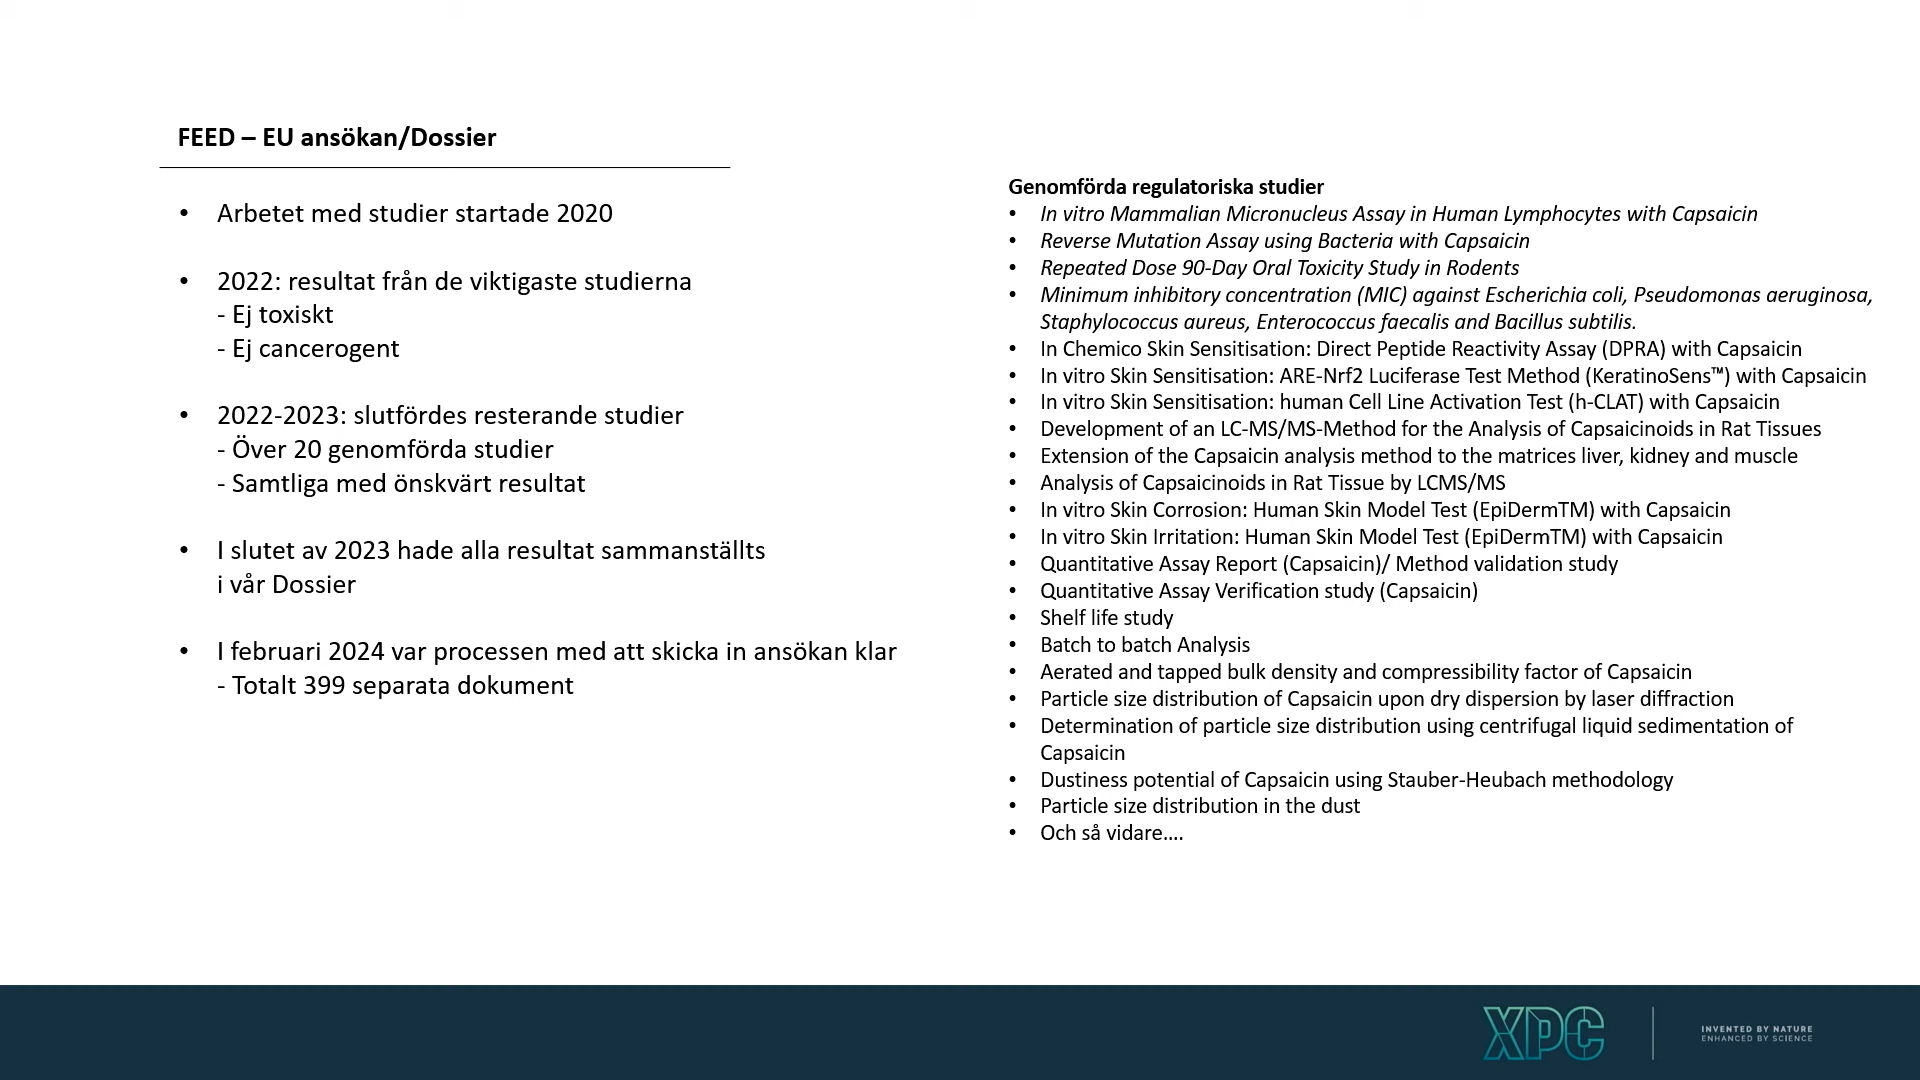 FEED – EU ansökan/Dossier
• Arbetet med studier startade 2020
• 2022: resultat från de viktigaste studierna
- Ej toxiskt
- Ej cancerogent
• 2022-2023: slutfördes resterande studier
- Över 20 genomförda studier
- Samtliga med önskvärt resultat
• I slutet av 2023 hade alla resultat sammanställts
i vår Dossier
• I februari 2024 var processen med att skicka in ansökan klar
- Totalt 399 separata dokument
Genomförda regulatoriska studier
• In vitro Mammalian Micronucleus Assay in Human Lymphocytes with Capsaicin
• Reverse Mutation Assay using Bacteria with Capsaicin
• Repeated Dose 90-Day Oral Toxicity Study in Rodents
• Minimum inhibitory concentration (MIC) against Escherichia coli, Pseudomonas aeruginosa,
Staphylococcus aureus, Enterococcus faecalis and Bacillus subtilis.
• In Chemico Skin Sensitisation: Direct Peptide Reactivity Assay (DPRA) with Capsaicin
• In vitro Skin Sensitisation: ARE-Nrf2 Luciferase Test Method (KeratinoSens™) with Capsaicin
• In vitro Skin Sensitisation: human Cell Line Activation Test (h-CLAT) with Capsaicin
• Development of an LC-MS/MS-Method for the Analysis of Capsaicinoids in Rat Tissues
• Extension of the Capsaicin analysis method to the matrices liver, kidney and muscle
• Analysis of Capsaicinoids in Rat Tissue by LCMS/MS
• In vitro Skin Corrosion: Human Skin Model Test (EpiDermTM) with Capsaicin
• In vitro Skin Irritation: Human Skin Model Test (EpiDermTM) with Capsaicin
• Quantitative Assay Report (Capsaicin)/ Method validation study
• Quantitative Assay Verification study (Capsaicin)
• Shelf life study
• Batch to batch Analysis
• Aerated and tapped bulk density and compressibility factor of Capsaicin
• Particle size distribution of Capsaicin upon dry dispersion by laser diffraction
• Determination of particle size distribution using centrifugal liquid sedimentation of
Capsaicin
• Dustiness potential of Capsaicin using Stauber-Heubach methodology
• Particle size distribution in the dust
• Och så vidare....
XPC
INVENTED BY NATURE
ENHANCED BY SCIENCE